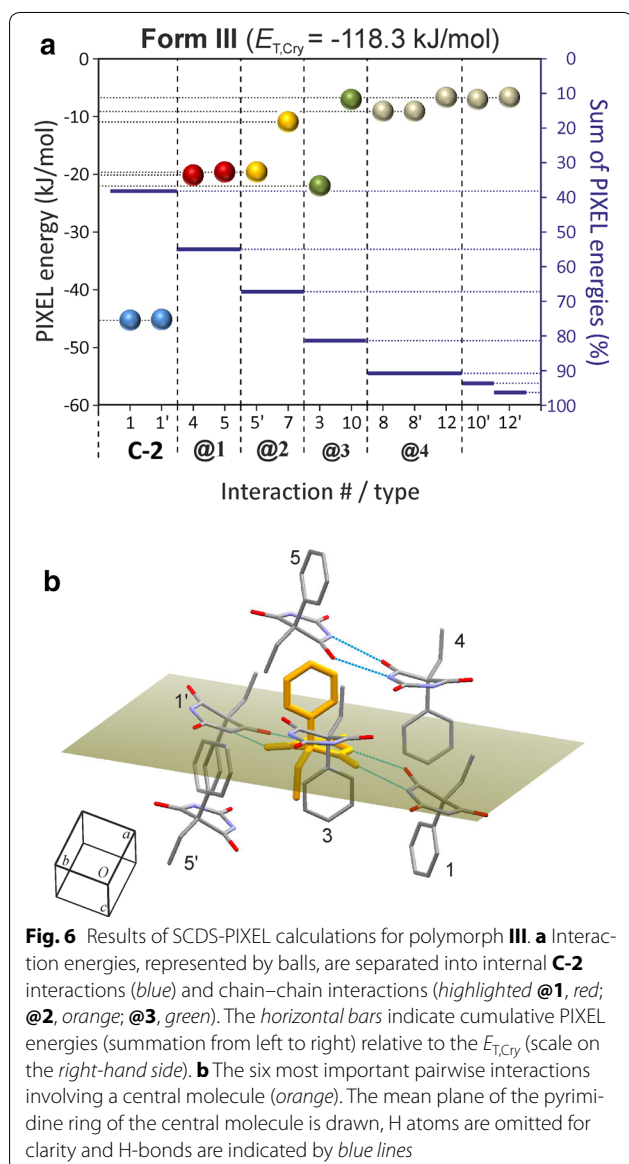 a
Form III (E_T,Cry = -118.3 kJ/mol)
PIXEL energy (kJ/mol)
0
-10
-20
-30
-40
-50
-60
0
10
20
30
40
50
60
70
80
90
100
Sum of PIXEL energies (%)
1 1' 4 5 5' 7 3 10 8 8' 12 10' 12'
C-2 @1 @2 @3 @4
Interaction # / type
b
5
4
1'
3
1
5'
a
b
O
c
Fig. 6 Results of SCDS-PIXEL calculations for polymorph III. a Interac-
tion energies, represented by balls, are separated into internal C-2
interactions (blue) and chain–chain interactions (highlighted @1, red;
@2, orange; @3, green). The horizontal bars indicate cumulative PIXEL
energies (summation from left to right) relative to the E_T,Cry (scale on
the right-hand side). b The six most important pairwise interactions
involving a central molecule (orange). The mean plane of the pyrimi-
dine ring of the central molecule is drawn, H atoms are omitted for
clarity and H-bonds are indicated by blue lines